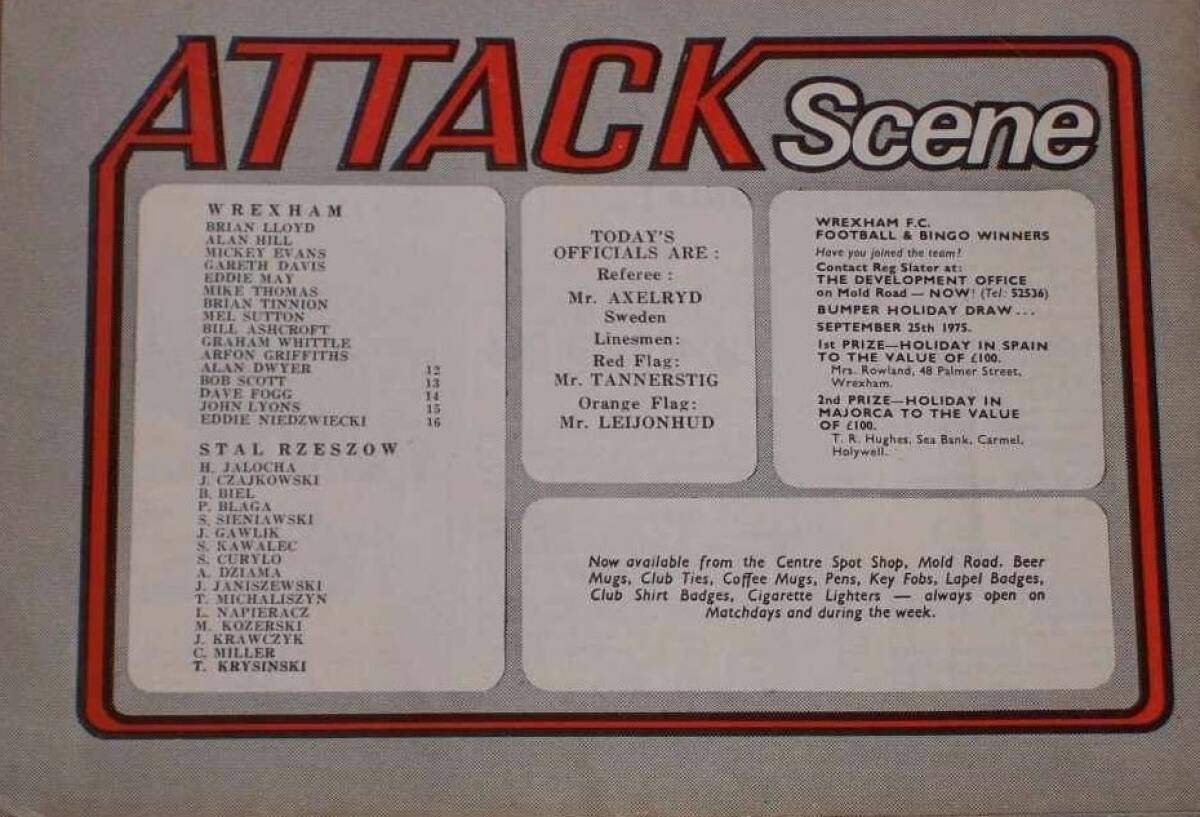 ATTACK Scene
WREXHAM
BRIAN LLOYD
ALAN HILL
MICKEY EVANS
GARETH DAVIS
EDDIE MAY
MIKE THOMAS
BRIAN TINNION
MEL SUTTON
BILL ASHCROFT
GRAHAM WHITTLE
ARFON GRIFFITHS
ALAN DWYER 12
BOB SCOTT 13
DAVE FOGG 14
JOHN LYONS 15
EDDIE NIEDZWIECKI 16
STAL RZESZOW
H. JALOCHA
J. CZAJKOWSKI
B. BIEL
P. BLAGA
S. SIENIAWSKI
J. GAWLIK
S. KAWALEC
S. CURYLO
A. DZIAMA
J. JANISZEWSKI
T. MICHALISZYN
L. NAPIERACZ
M. KOZERSKI
J. KRAWCZYK
C. MILLER
T. KRYSINSKI
TODAY'S
OFFICIALS ARE :
Referee :
Mr. AXELRYD
Sweden
Linesmen:
Red Flag:
Mr. TANNERSTIG
Orange Flag:
Mr. LEIJONHUD
WREXHAM F.C.
FOOTBALL & BINGO WINNERS
Have you joined the team?
Contact Reg Slater at:
THE DEVELOPMENT OFFICE
on Mold Road — NOW! (Tel: 52536)
BUMPER HOLIDAY DRAW...
SEPTEMBER 25th 1975.
1st PRIZE—HOLIDAY IN SPAIN
TO THE VALUE OF £100.
Mrs. Rowland, 48 Palmer Street,
Wrexham.
2nd PRIZE—HOLIDAY IN
MAJORCA TO THE VALUE
OF £100.
T. R. Hughes, Sea Bank, Carmel,
Holywell.
Now available from the Centre Spot Shop, Mold Road. Beer
Mugs, Club Ties, Coffee Mugs, Pens, Key Fobs, Lapel Badges,
Club Shirt Badges, Cigarette Lighters — always open on
Matchdays and during the week.